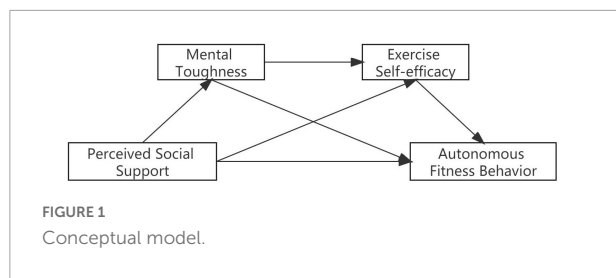 Mental
Toughness
Exercise
Self-efficacy
Perceived Social
Support
Autonomous
Fitness Behavior
FIGURE 1
Conceptual model.